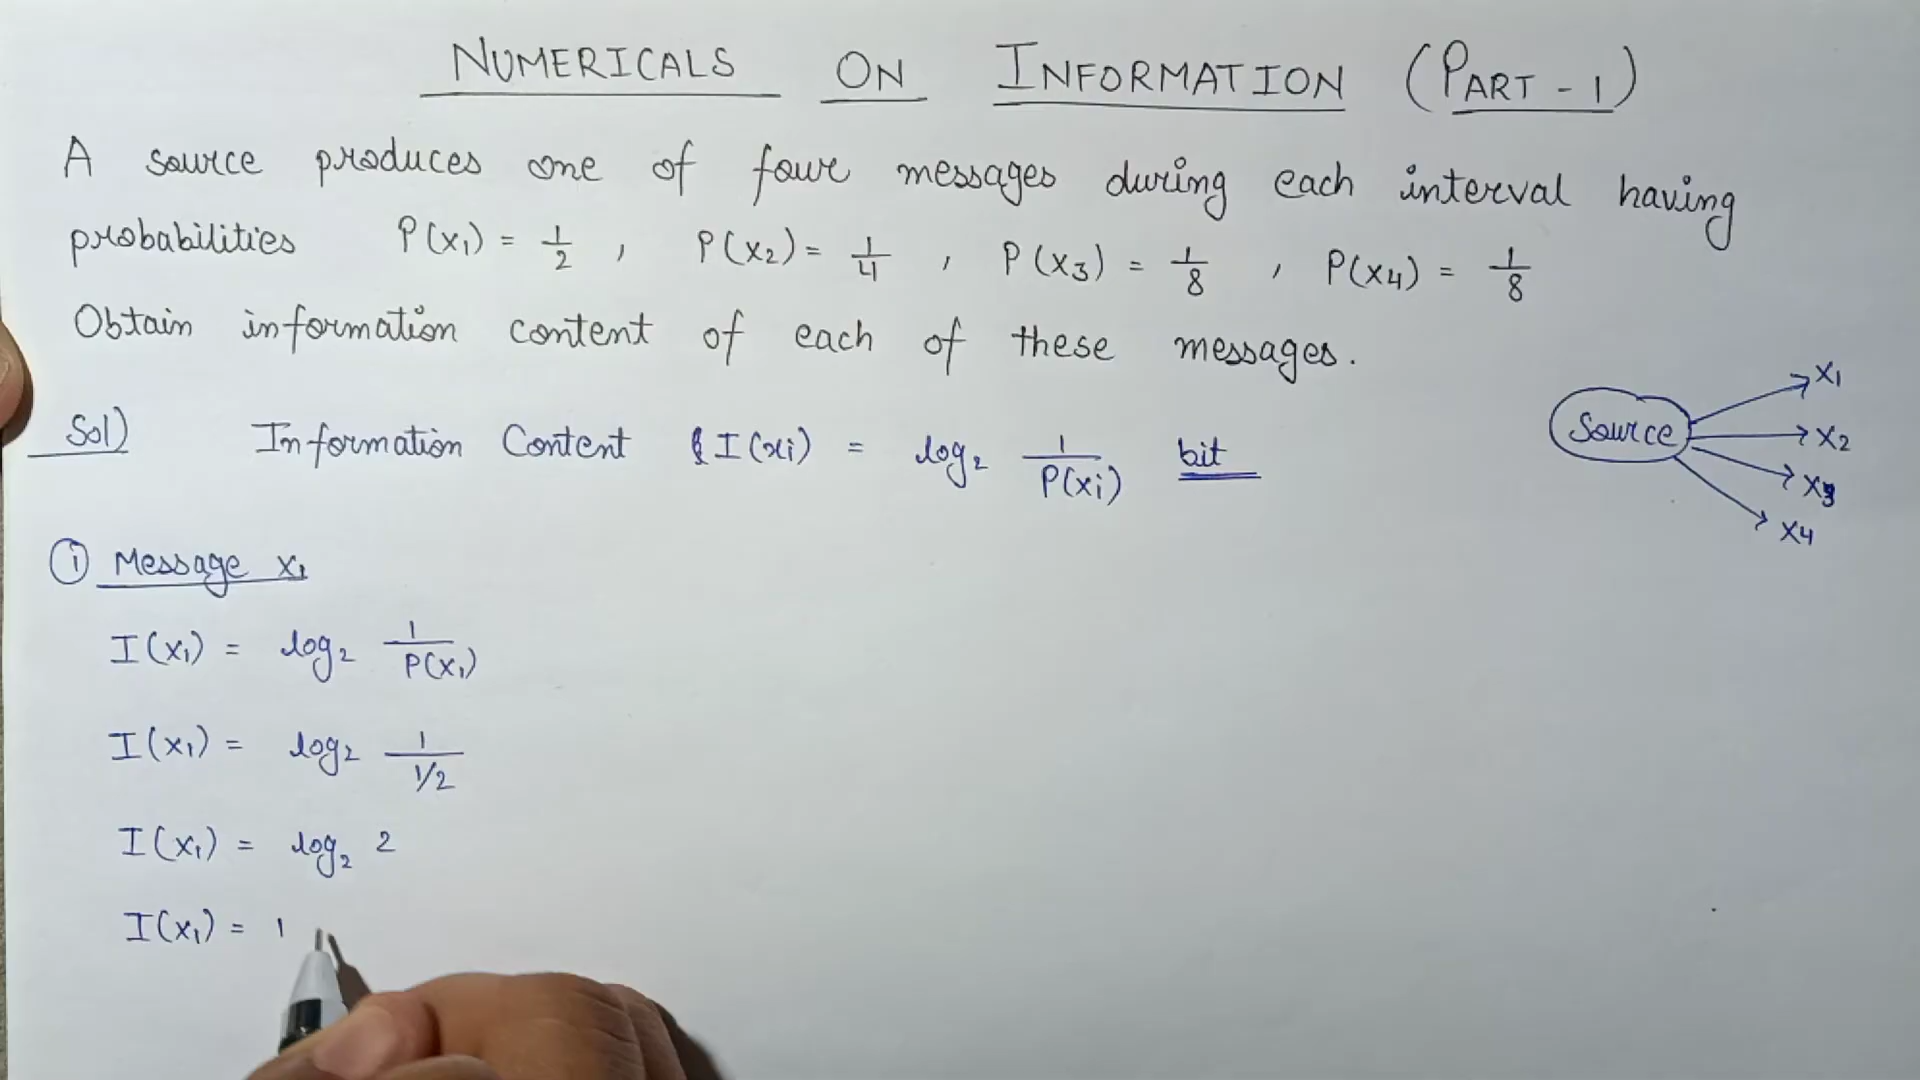 NUMERICALS ON INFORMATION (PART - 1)
A source produces one of four messages during each interval having
probabilities P(x1) = 1/2 , P(x2) = 1/4 , P(x3) = 1/8 , P(x4) = 1/8
Obtain information content of each of these messages.
Sol) Information Content I(xi) = log2 1/P(xi) bit
Source
x1
x2
x3
x4
① Message x1
I(x1) = log2 1/P(x1)
I(x1) = log2 1/1/2
I(x1) = log2 2
I(x1) = 1